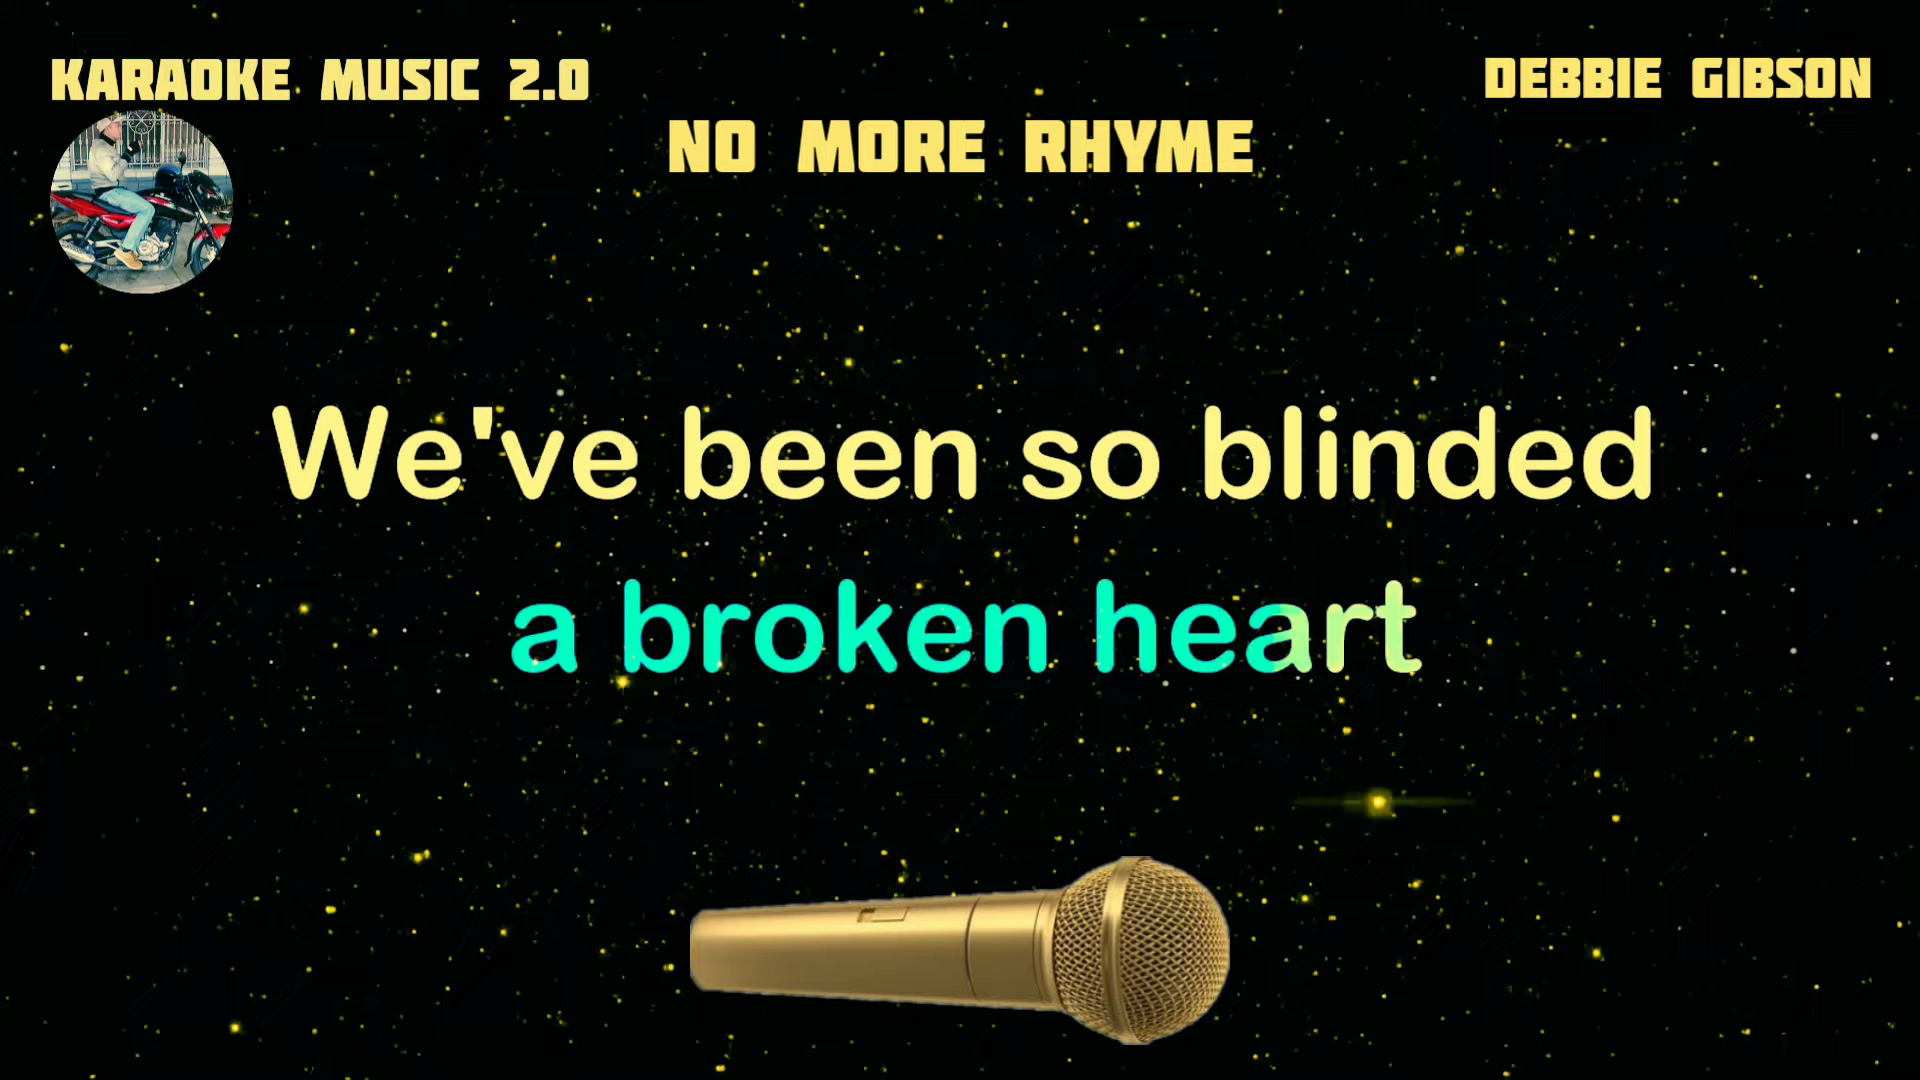 KARAOKE MUSIC 2.0
DEBBIE GIBSON
NO MORE RHYME
We've been so blinded
a broken heart